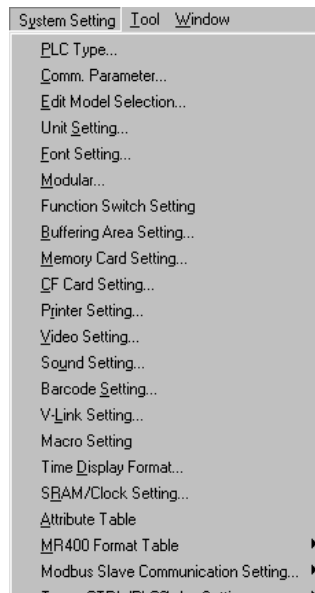 System Setting Tool Window
PLC Type...
Comm. Parameter...
Edit Model Selection...
Unit Setting...
Font Setting...
Modular...
Function Switch Setting
Buffering Area Setting...
Memory Card Setting...
CF Card Setting...
Printer Setting...
Video Setting...
Sound Setting...
Barcode Setting...
V-Link Setting...
Macro Setting
Time Display Format...
SRAM/Clock Setting...
Attribute Table
MR400 Format Table
Modbus Slave Communication Setting...